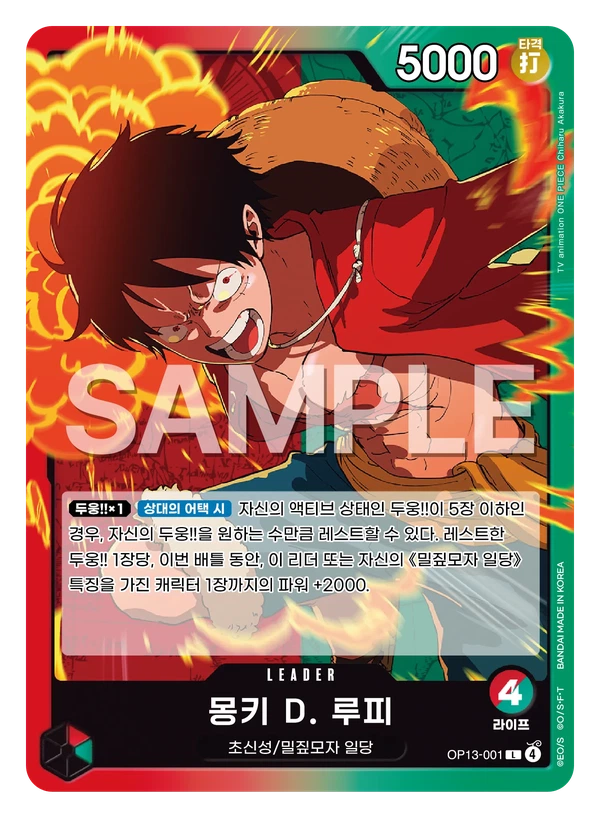 5000
타격
打
TV animation ONE PIECE Chiharu Akakura
SAMPLE
두웅!!×1 상대의 어택 시 자신의 액티브 상태인 두웅!!이 5장 이하인
경우, 자신의 두웅!!을 원하는 수만큼 레스트할 수 있다. 레스트한
두웅!! 1장당, 이번 배틀 동안, 이 리더 또는 자신의 《밀짚모자 일당》
특징을 가진 캐릭터 1장까지의 파워 +2000.
LEADER
몽키 D. 루피
초신성/밀짚모자 일당
4
라이프
OP13-001 L 4
©EO/S ©O/S·F·T BANDAI MADE IN KOREA